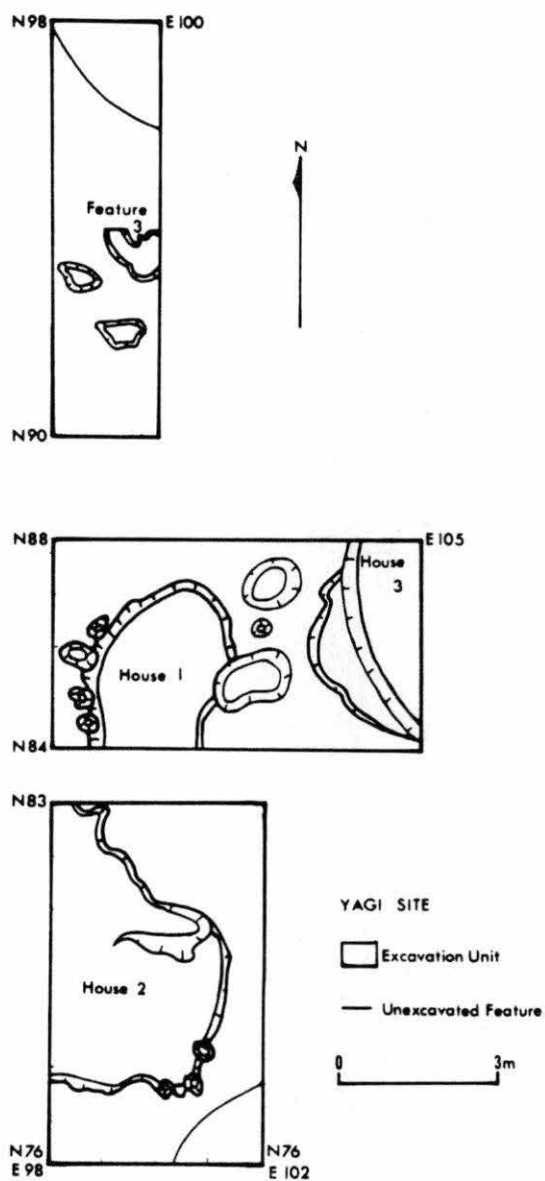 N98
E100
N
Feature
3
N90
N88
E105
House
3
House 1
N84
N83
YAGI SITE
Excavation Unit
House 2
Unexcavated Feature
0 3m
N76
E98
N76
E102